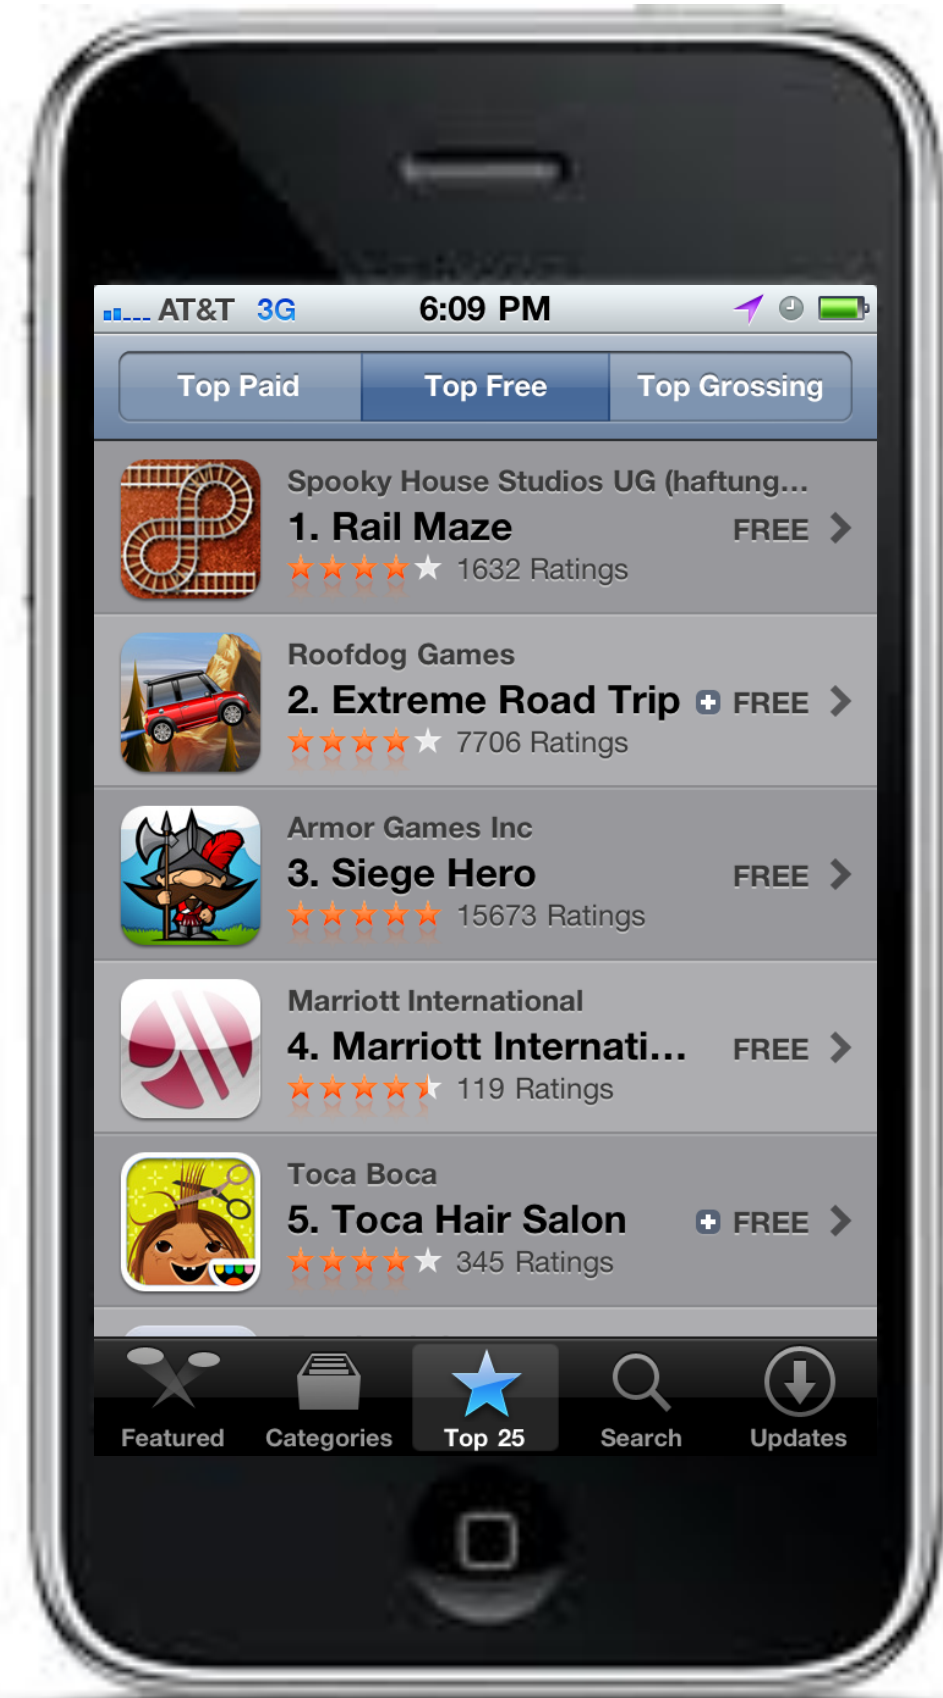 AT&T 3G 6:09 PM
Top Paid Top Free Top Grossing
Spooky House Studios UG (haftung...
1. Rail Maze FREE
1632 Ratings
Roofdog Games
2. Extreme Road Trip FREE
7706 Ratings
Armor Games Inc
3. Siege Hero FREE
15673 Ratings
Marriott International
4. Marriott Internati... FREE
119 Ratings
Toca Boca
5. Toca Hair Salon FREE
345 Ratings
Featured Categories Top 25 Search Updates